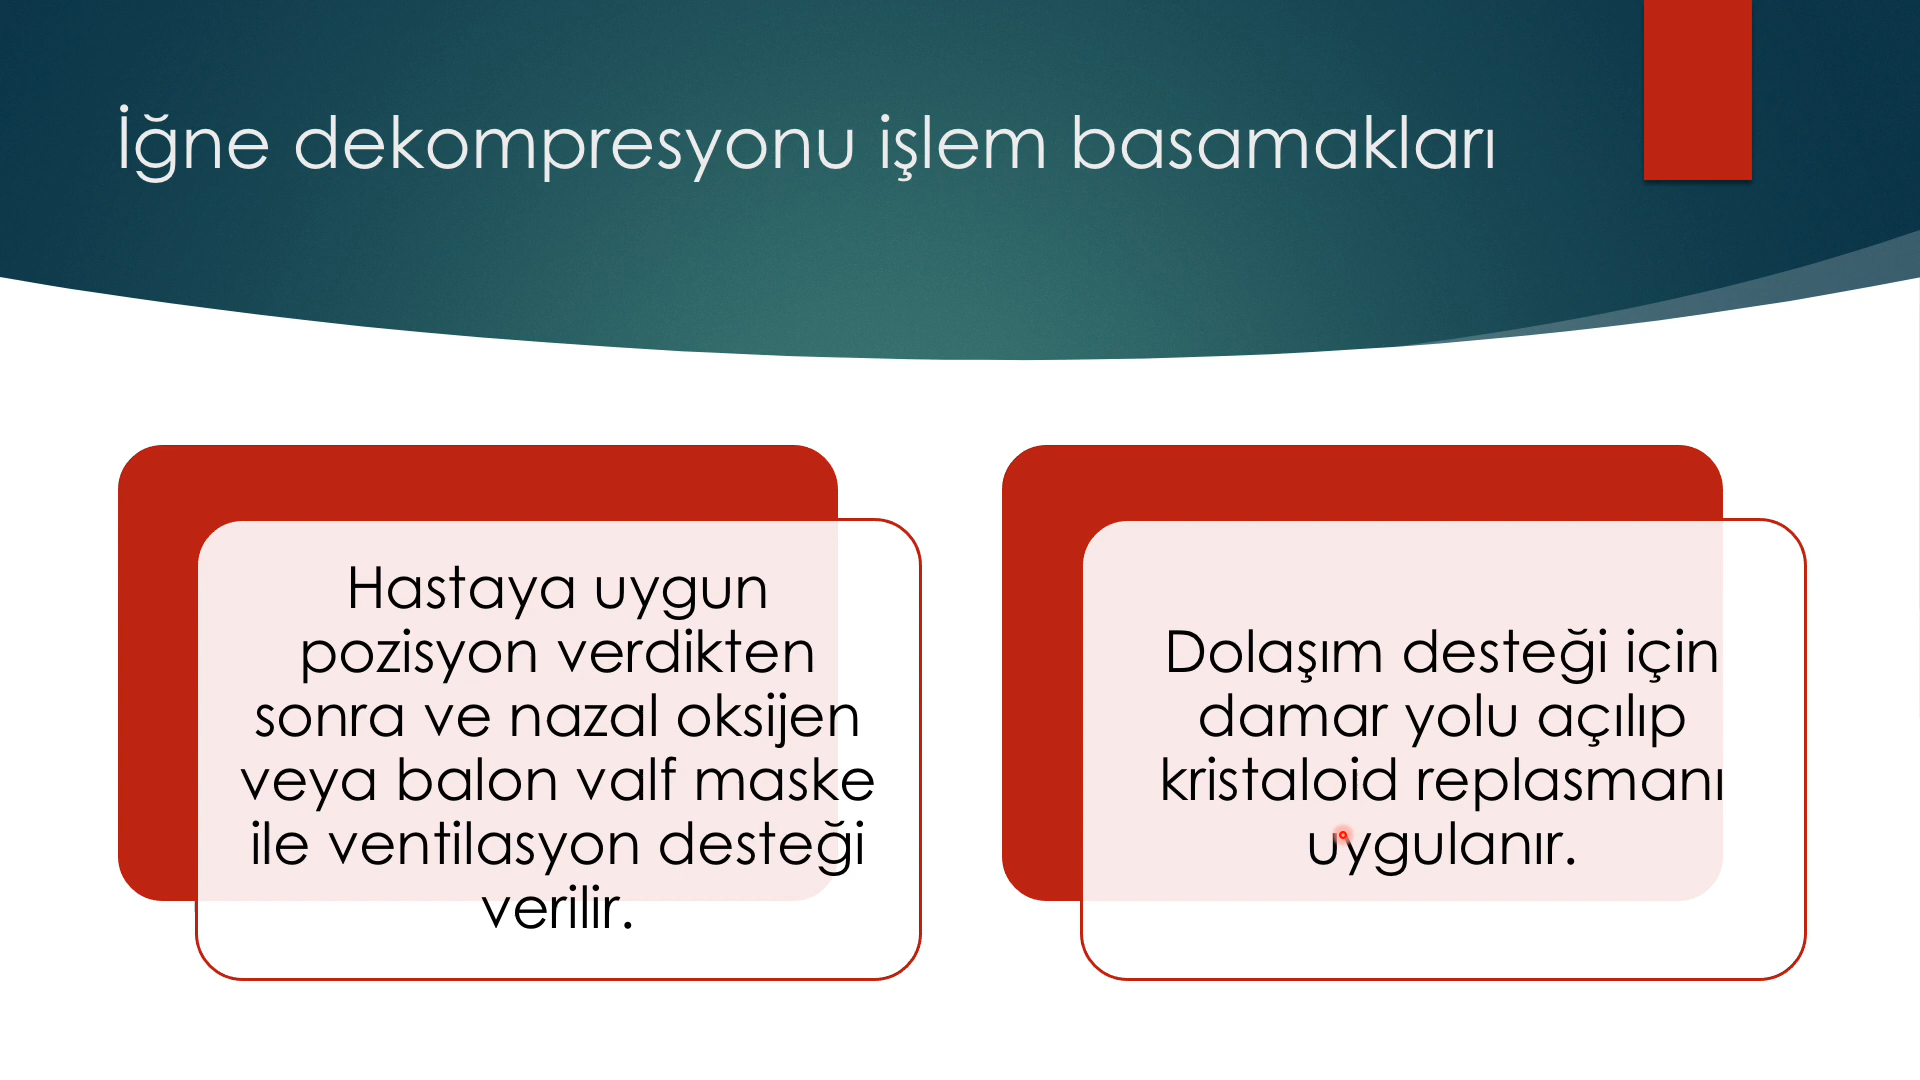 İğne dekompresyonu işlem basamakları
Hastaya uygun
pozisyon verdikten
sonra ve nazal oksijen
veya balon valf maske
ile ventilasyon desteği
verilir.
Dolaşım desteği için
damar yolu açılıp
kristaloid replasmanı
uygulanır.